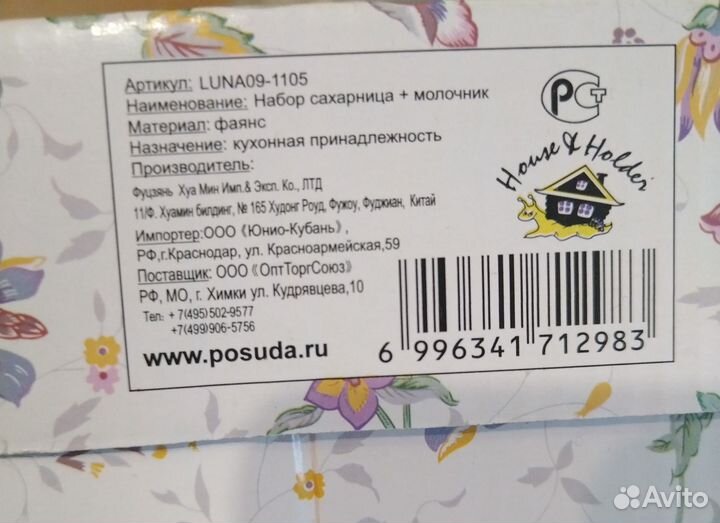 Артикул: LUNA09-1105
Наименование: Набор сахарница + молочник
Материал: фаянс
Назначение: кухонная принадлежность
Производитель:
Фуцзянь Хуа Мин Имп.& Эксп. Ко., ЛТД
11/Ф. Хуамин билдинг, № 165 Худонг Роуд, Фужоу, Фуджиан, Китай
Импортер:ООО «Юнио-Кубань» ,
РФ,г.Краснодар, ул. Красноармейская,59
Поставщик: ООО «ОптТоргСоюз»
РФ, МО, г. Химки ул. Кудрявцева,10
Тел: + 7(495)502-9577
+7(499)906-5756
www.posuda.ru
РСТ
House & Holder
6 996341 712983
Avito